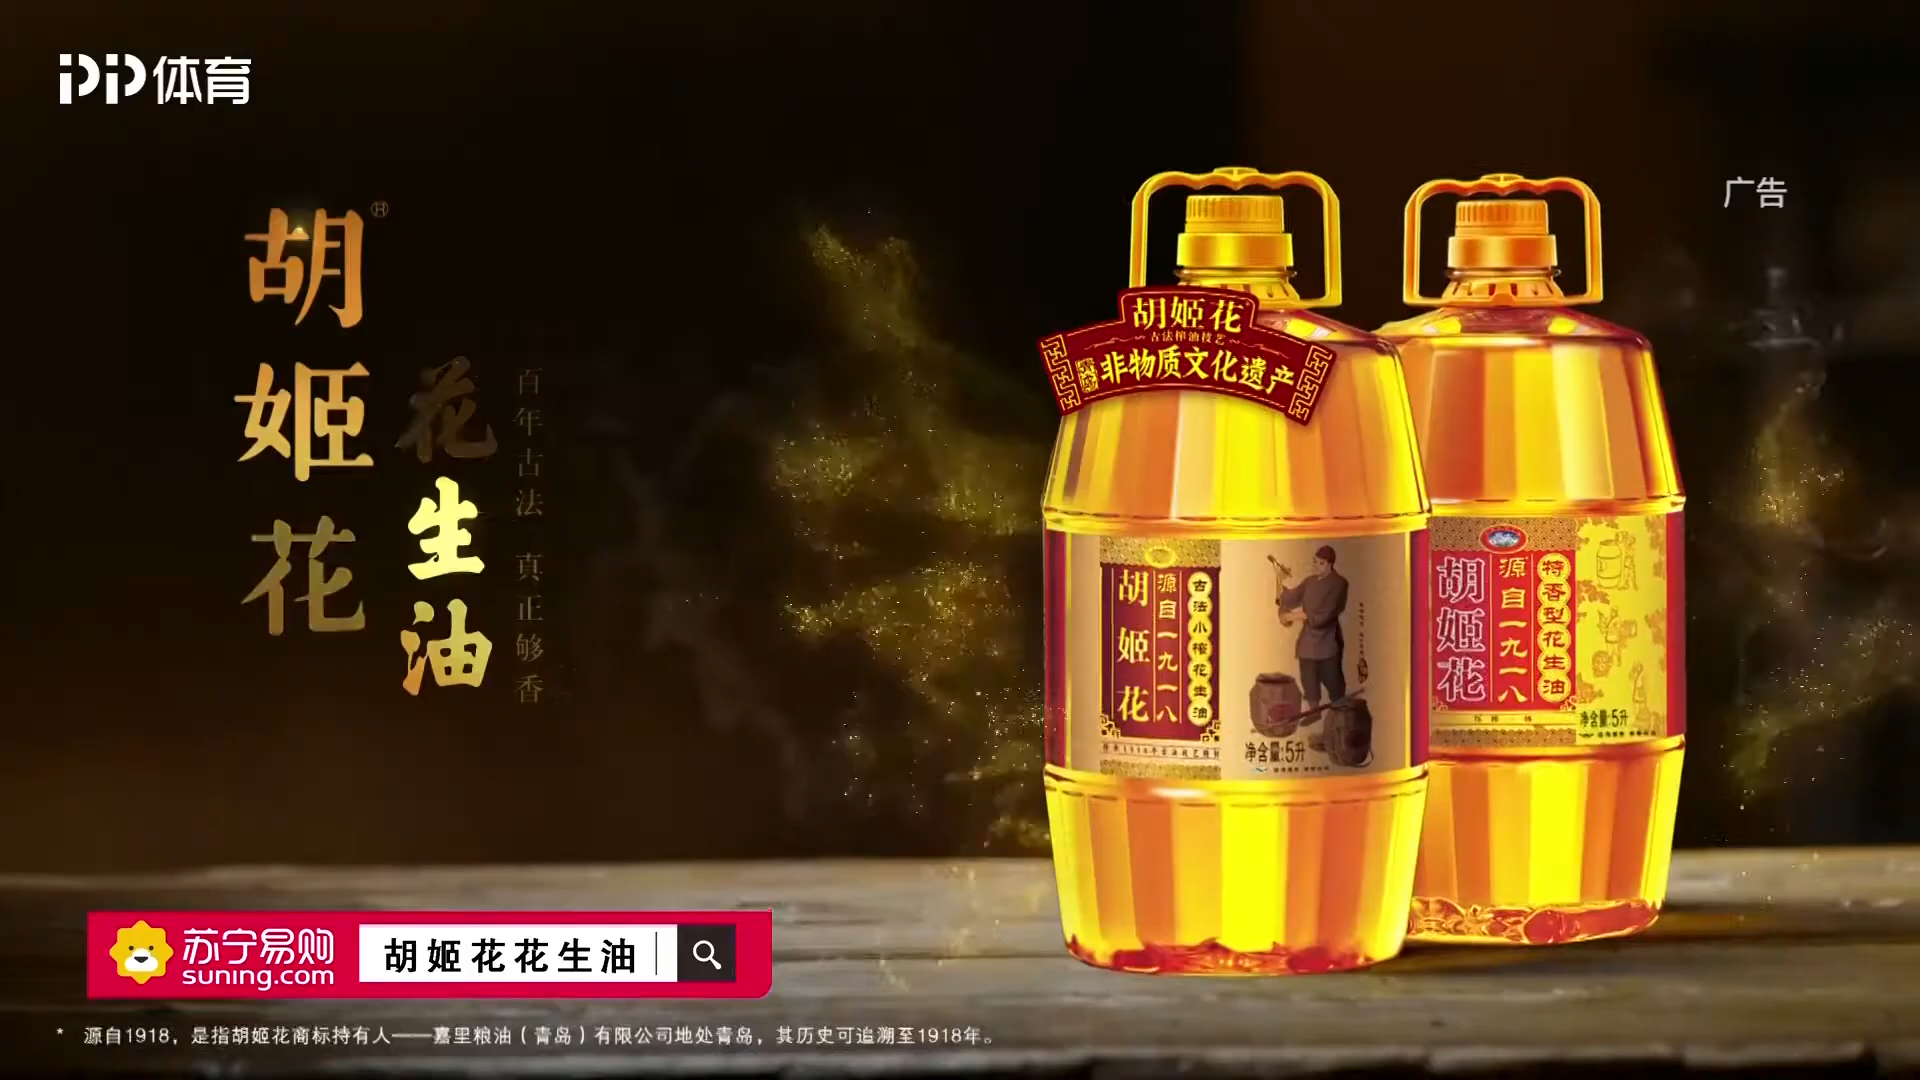 PP体育
广告
胡姬花
花生油
百年古法 真正够香
胡姬花
古法榨油技艺
非物质文化遗产
胡姬花
源自一九一八
古法小榨花生油
净含量:5升
胡姬花
源自一九一八
特香型花生油
净含量:5升
苏宁易购
suning.com
胡姬花花生油
* 源自1918，是指胡姬花商标持有人——嘉里粮油（青岛）有限公司地处青岛，其历史可追溯至1918年。